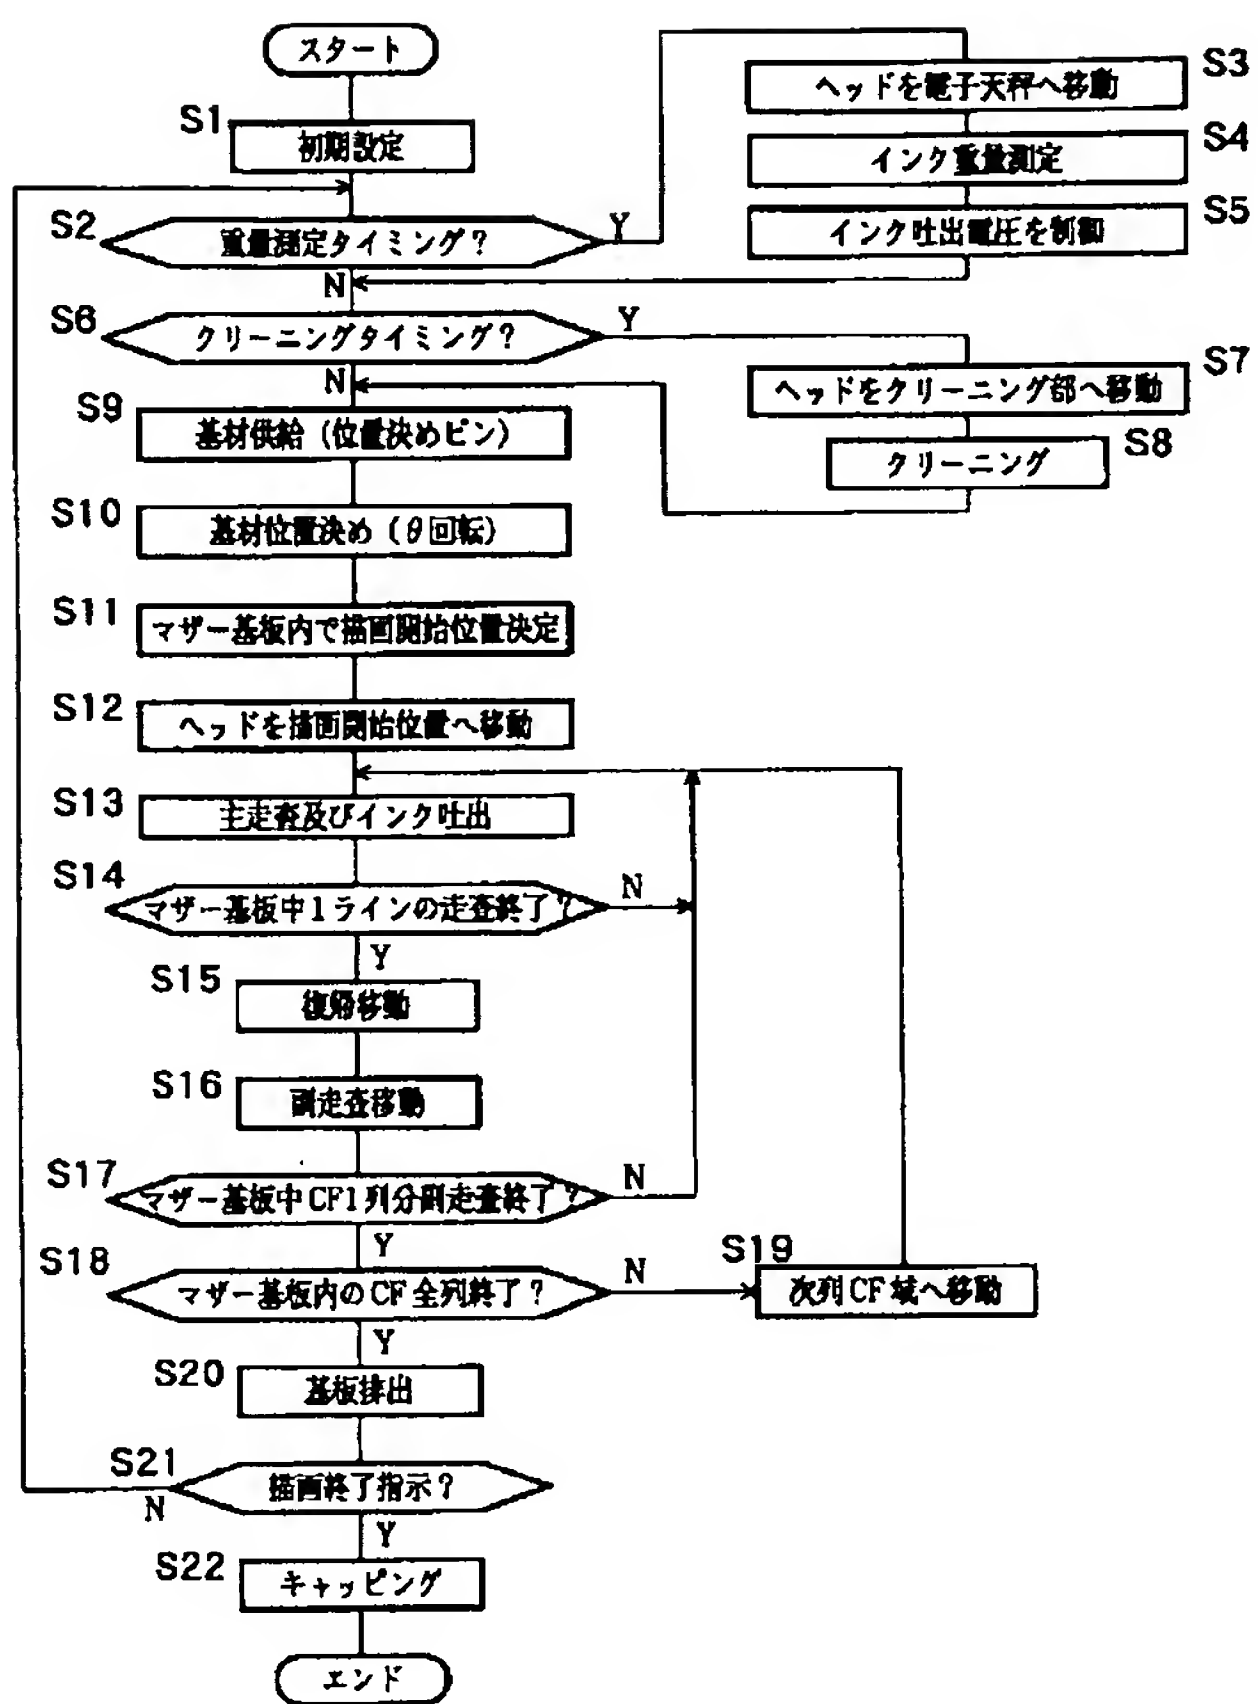 スタート
S1
初期設定
S2
重量測定タイミング?
Y
N
S3
ヘッドを電子天秤へ移動
S4
インク重量測定
S5
インク吐出電圧を制御
S6
クリーニングタイミング?
Y
N
S7
ヘッドをクリーニング部へ移動
S8
クリーニング
S9
基材供給(位置決めピン)
S10
基材位置決め(θ回転)
S11
マザー基板内で描画開始位置決定
S12
ヘッドを描画開始位置へ移動
S13
主走査及びインク吐出
S14
マザー基板中1ラインの走査終了?
N
Y
S15
復帰移動
S16
副走査移動
S17
マザー基板中CF1列分副走査終了?
N
Y
S18
マザー基板内のCF全列終了?
N
Y
S19
次列CF域へ移動
S20
基板排出
S21
描画終了指示?
N
Y
S22
キャッピング
エンド